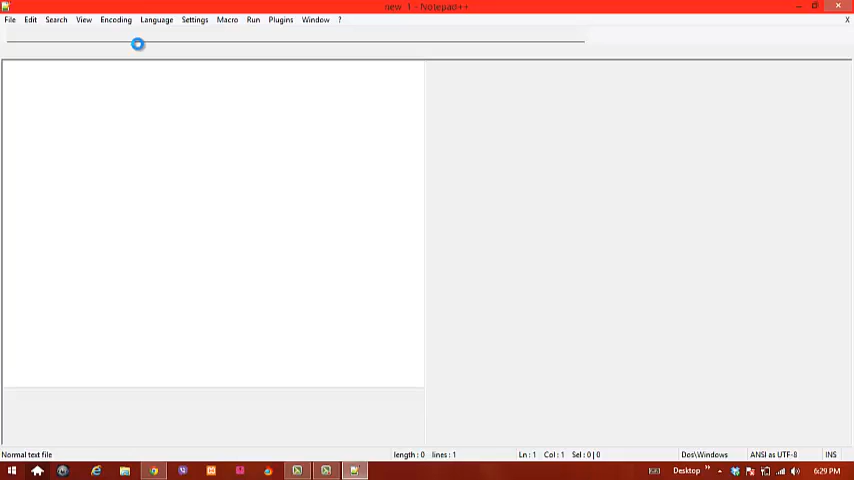 new 1 - Notepad++
File Edit Search View Encoding Language Settings Macro Run Plugins Window ? X
Normal text file length : 0 lines : 1 Ln : 1 Col : 1 Sel : 0 | 0 Dos\Windows ANSI as UTF-8 INS
Desktop 6:29 PM